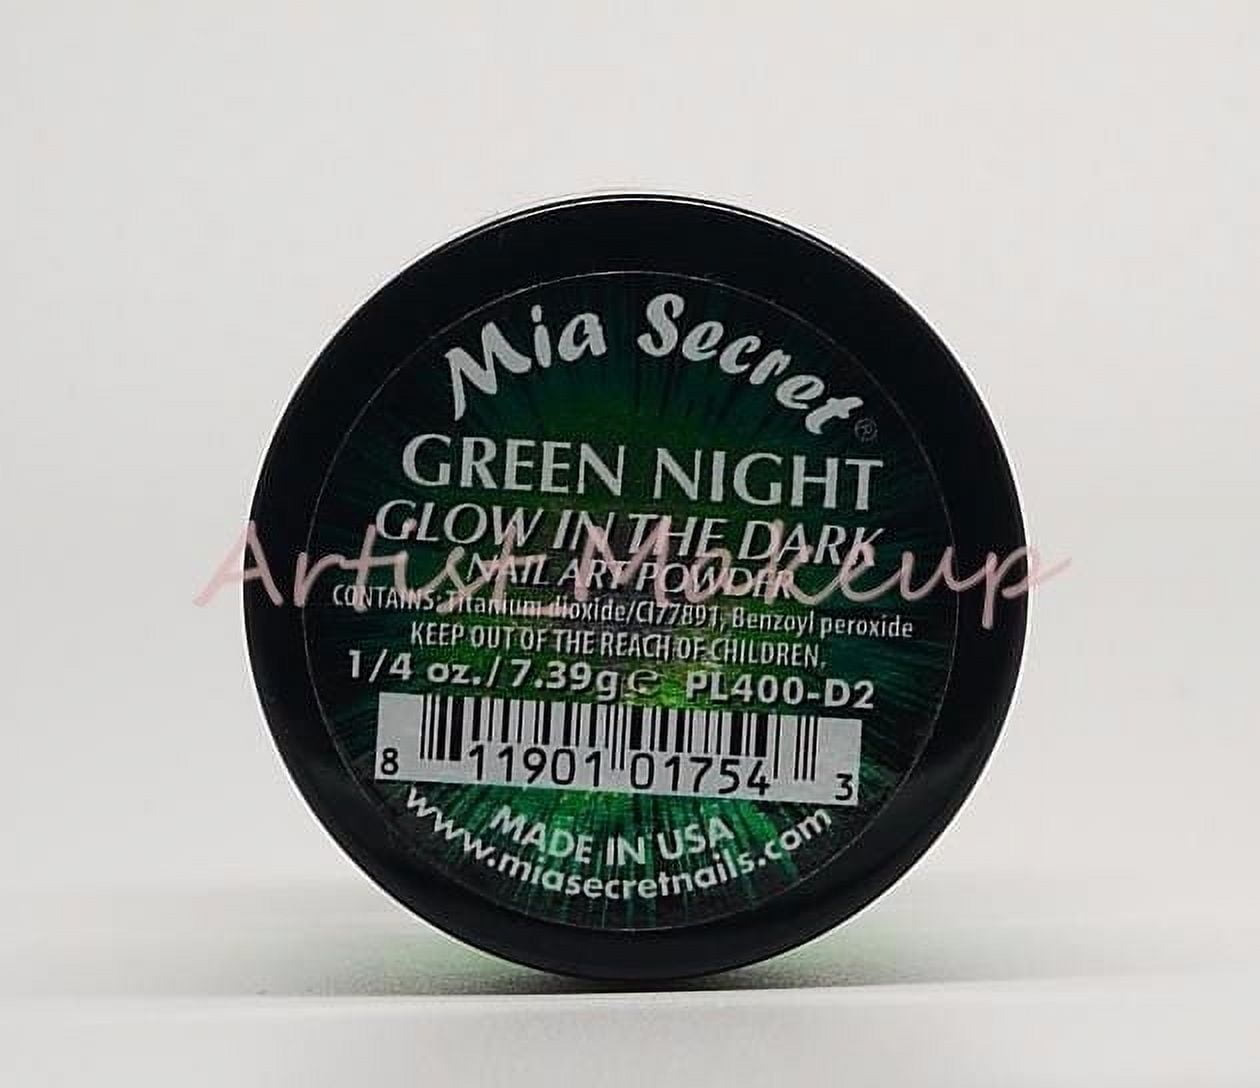 Mia Secret®
GREEN NIGHT
GLOW IN THE DARK
Artist Makeup
NAIL ART POWDER
CONTAINS: Titanium dioxide/CI77891, Benzoyl peroxide
KEEP OUT OF THE REACH OF CHILDREN.
1/4 oz./7.39g e PL400-D2
8 11901 01754 3
MADE IN USA
www.miasecretnails.com